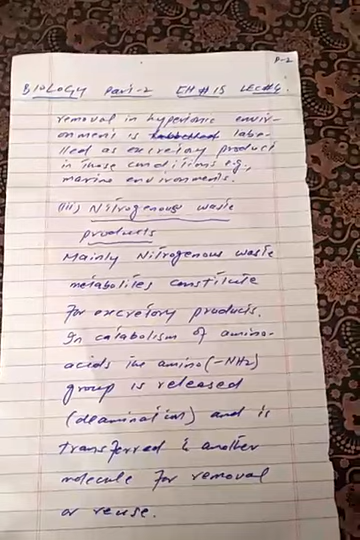 P-2
BIOLOGY Part-2 CH#15 LEC#6
removal in hypertonic envir-
onment is labe-
lled as excretory product
in those conditions e.g.,
marine environments.
(iii) Nitrogenous waste
products
Mainly Nitrogenous waste
metabolites constitute
for excretory products.
In catabolism of amino-
acids the amino (-NH2)
group is released
(deamination) and is
transferred to another
molecule for removal
or reuse.